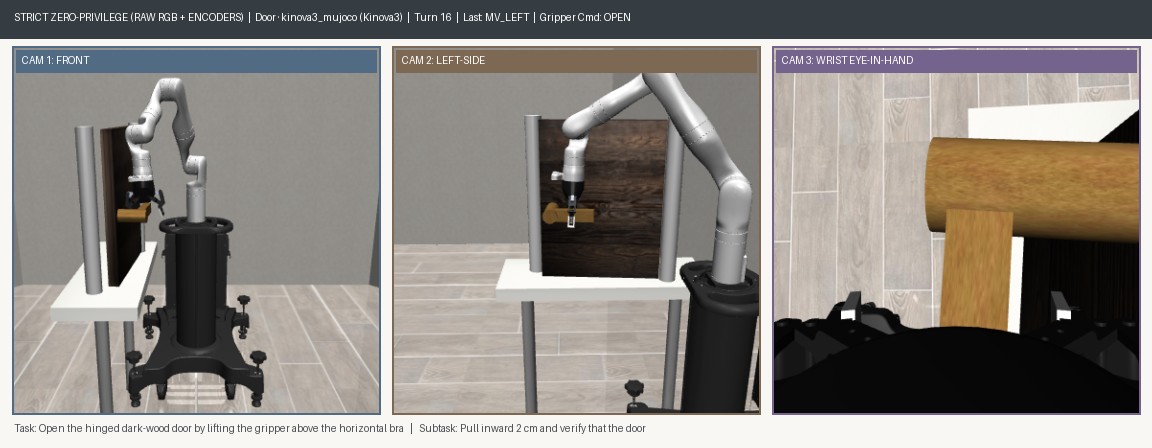 STRICT ZERO-PRIVILEGE (RAW RGB + ENCODERS) | Door · kinova3_mujoco (Kinova3) | Turn 16 | Last MV_LEFT | Gripper Cmd: OPEN
CAM 1: FRONT
CAM 2: LEFT-SIDE
CAM 3: WRIST EYE-IN-HAND
Task: Open the hinged dark-wood door by lifting the gripper above the horizontal bra | Subtask: Pull inward 2 cm and verify that the door